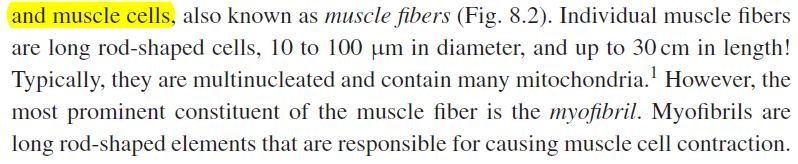 and muscle cells, also known as muscle fibers (Fig. 8.2). Individual muscle fibers
are long rod-shaped cells, 10 to 100 μm in diameter, and up to 30 cm in length!
Typically, they are multinucleated and contain many mitochondria.¹ However, the
most prominent constituent of the muscle fiber is the myofibril. Myofibrils are
long rod-shaped elements that are responsible for causing muscle cell contraction.